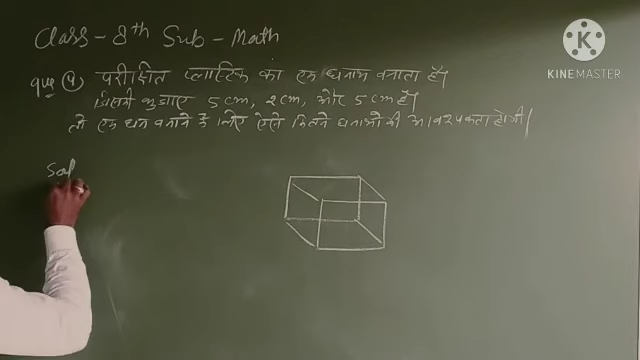 Class - 8th Sub - Math
KINEMASTER
que (4) परीक्षित प्लास्टिक का एक घनाभ बनाता है।
जिसकी भुजाए 5 cm, 2 cm, और 5 cm है।
तो एक घन बनाने के लिए ऐसे कितने घनाभो की आवश्यकता होगी।
Sol